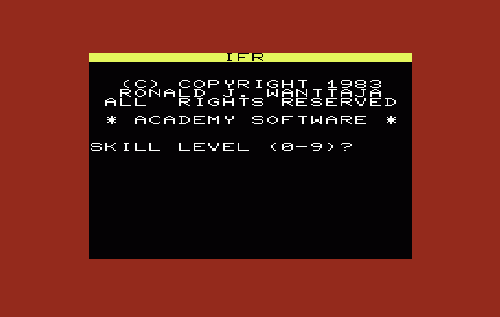 IFR
(C) COPYRIGHT 1983
RONALD J. WANTTAJA
ALL RIGHTS RESERVED
* ACADEMY SOFTWARE *
SKILL LEVEL (0-9)?